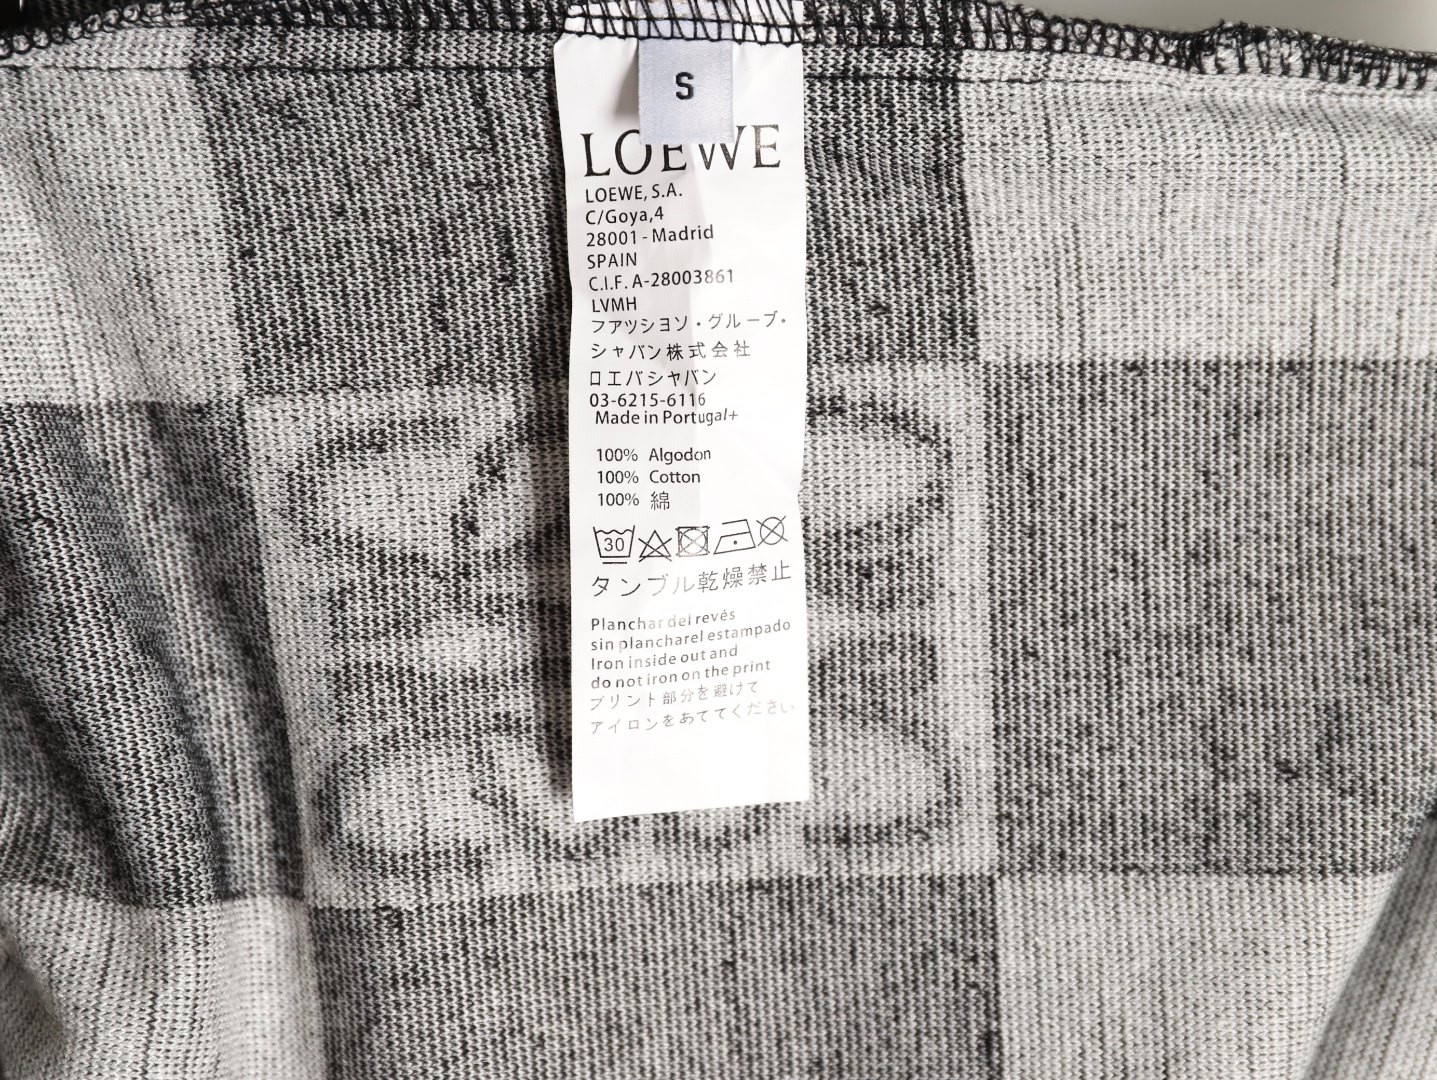 S
LOEWE
LOEWE, S.A.
C/Goya,4
28001 - Madrid
SPAIN
C.I.F. A-28003861
LVMH
フアツシヨソ・グループ・
シャバン株式会社
ロエバシャバン
03-6215-6116
Made in Portugal+
100% Algodon
100% Cotton
100% 綿
30
タンブル乾燥禁止
Planchar del revés
sin plancharel estampado
Iron inside out and
do not iron on the print
プリント部分を避けて
アイロンをあててください